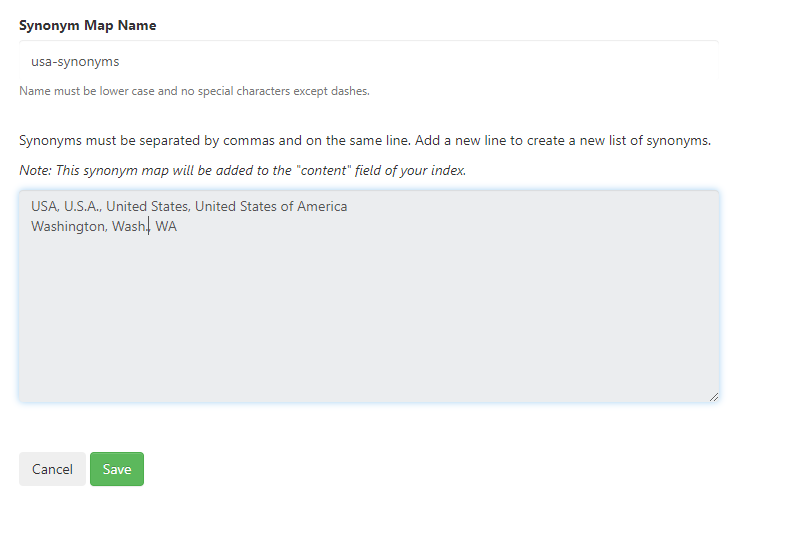 Synonym Map Name
usa-synonyms
Name must be lower case and no special characters except dashes.
Synonyms must be separated by commas and on the same line. Add a new line to create a new list of synonyms.
Note: This synonym map will be added to the "content" field of your index.
USA, U.S.A., United States, United States of America
Washington, Wash., WA
Cancel
Save